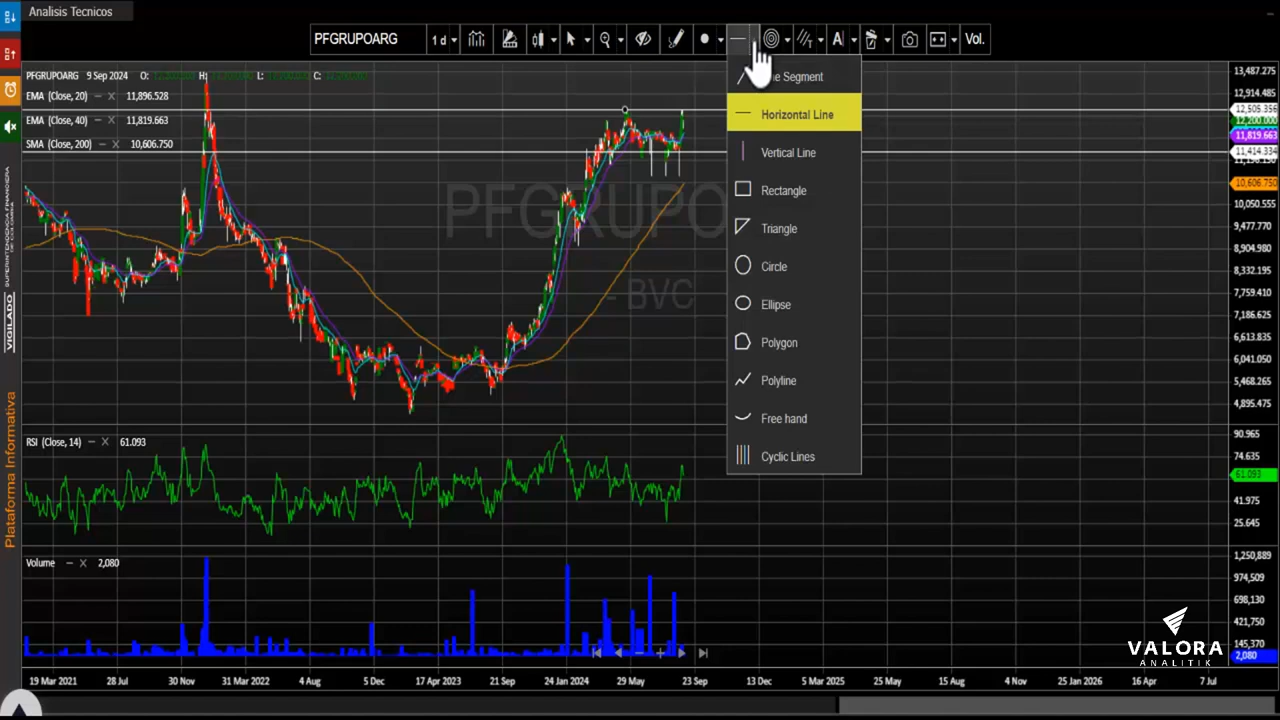 Analisis Tecnicos
PFGRUPOARG
1 d
A
Vol.
PFGRUPOARG 9 Sep 2024 O: H: L: C:
EMA (Close, 20) 11,896.528
EMA (Close, 40) 11,819.663
SMA (Close, 200) 10,606.750
PFGRUPO
- BVC
Segment
Horizontal Line
Vertical Line
Rectangle
Triangle
Circle
Ellipse
Polygon
Polyline
Free hand
Cyclic Lines
13,487.275
12,914.485
12,505.356
12,200.000
11,819.663
11,414.334
10,606.750
10,050.555
9,477.770
8,904.980
8,332.195
7,759.410
7,186.625
6,613.835
6,041.050
5,468.265
4,895.475
RSI (Close, 14) 61.093
90.965
74.635
61.093
41.975
25.645
Volume 2,080
1,250,889
974,509
698,130
421,750
145,370
2,080
19 Mar 2021 28 Jul 30 Nov 31 Mar 2022 4 Aug 5 Dec 17 Apr 2023 21 Sep 24 Jan 2024 29 May 23 Sep 13 Dec 5 Mar 2025 25 May 15 Aug 4 Nov 25 Jan 2026 16 Apr 7 Jul
VIGILADO
SUPERINTENDENCIA FINANCIERA
DE COLOMBIA
Plataforma Informativa
VALORA
ANALITIK